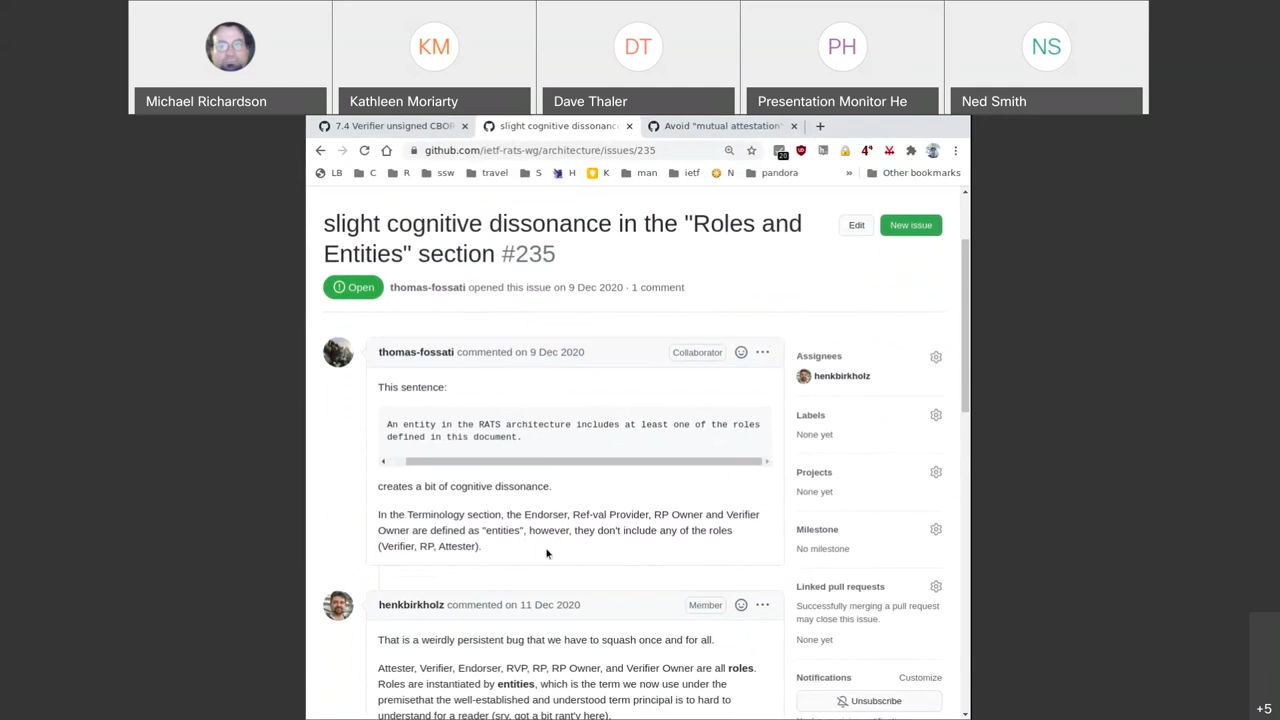 KM
DT
PH
NS
Michael Richardson
Kathleen Moriarty
Dave Thaler
Presentation Monitor He
Ned Smith
7.4 Verifier unsigned CBOR
slight cognitive dissonance
Avoid "mutual attestation"
github.com/ietf-rats-wg/architecture/issues/235
20
LB
C
R
ssw
travel
S
H
K
man
ietf
N
pandora
»
Other bookmarks
slight cognitive dissonance in the "Roles and
Entities" section #235
Edit
New issue
Open
thomas-fossati opened this issue on 9 Dec 2020 · 1 comment
thomas-fossati commented on 9 Dec 2020
Collaborator
This sentence:
An entity in the RATS architecture includes at least one of the roles
defined in this document.
creates a bit of cognitive dissonance.
In the Terminology section, the Endorser, Ref-val Provider, RP Owner and Verifier
Owner are defined as "entities", however, they don't include any of the roles
(Verifier, RP, Attester).
Assignees
henkbirkholz
Labels
None yet
Projects
None yet
Milestone
No milestone
Linked pull requests
Successfully merging a pull request
may close this issue.
None yet
Notifications
Customize
Unsubscribe
henkbirkholz commented on 11 Dec 2020
Member
That is a weirdly persistent bug that we have to squash once and for all.
Attester, Verifier, Endorser, RVP, RP, RP Owner, and Verifier Owner are all roles.
Roles are instantiated by entities, which is the term we now use under the
premisethat the well-established and understood term principal is to hard to
understand for a reader (sry, got a bit rant'y here).
+5